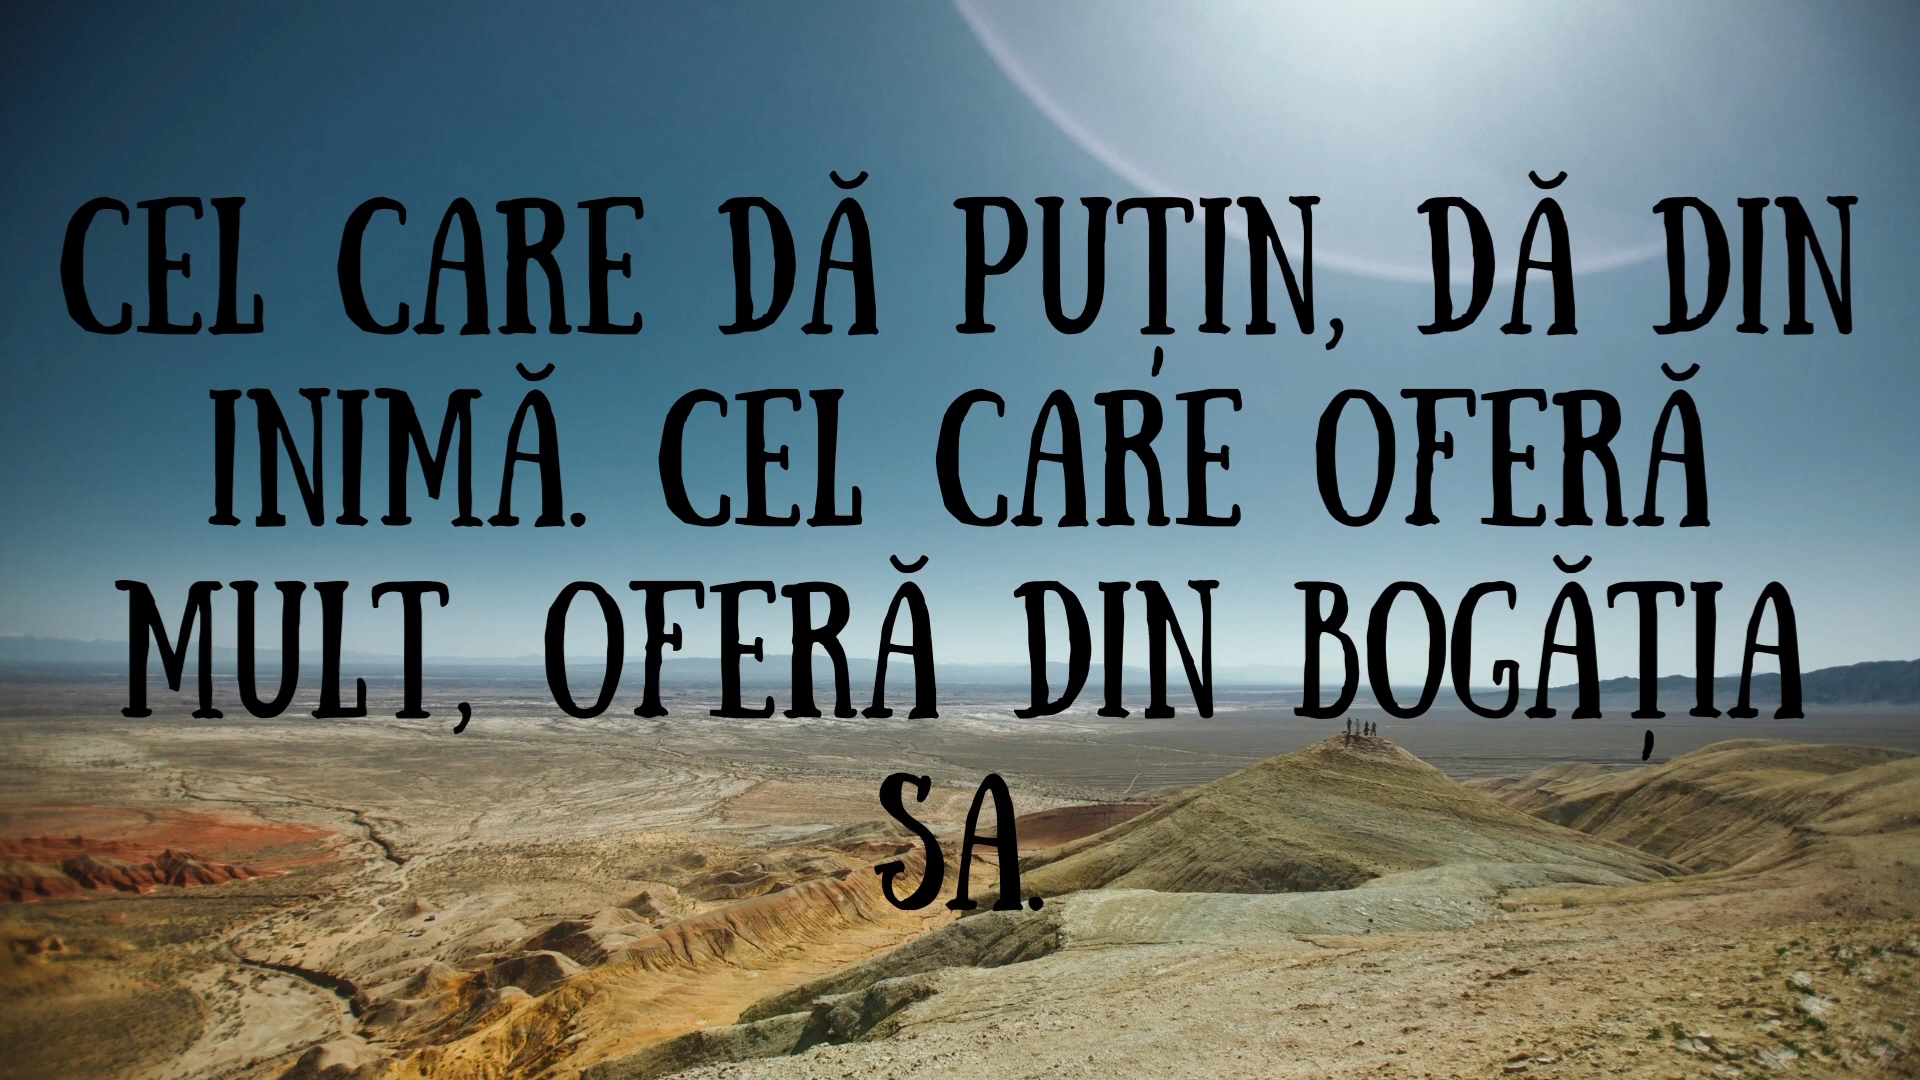 CEL CARE DĂ PUȚIN, DĂ DIN
INIMĂ. CEL CARE OFERĂ
MULT, OFERĂ DIN BOGĂȚIA
SA.